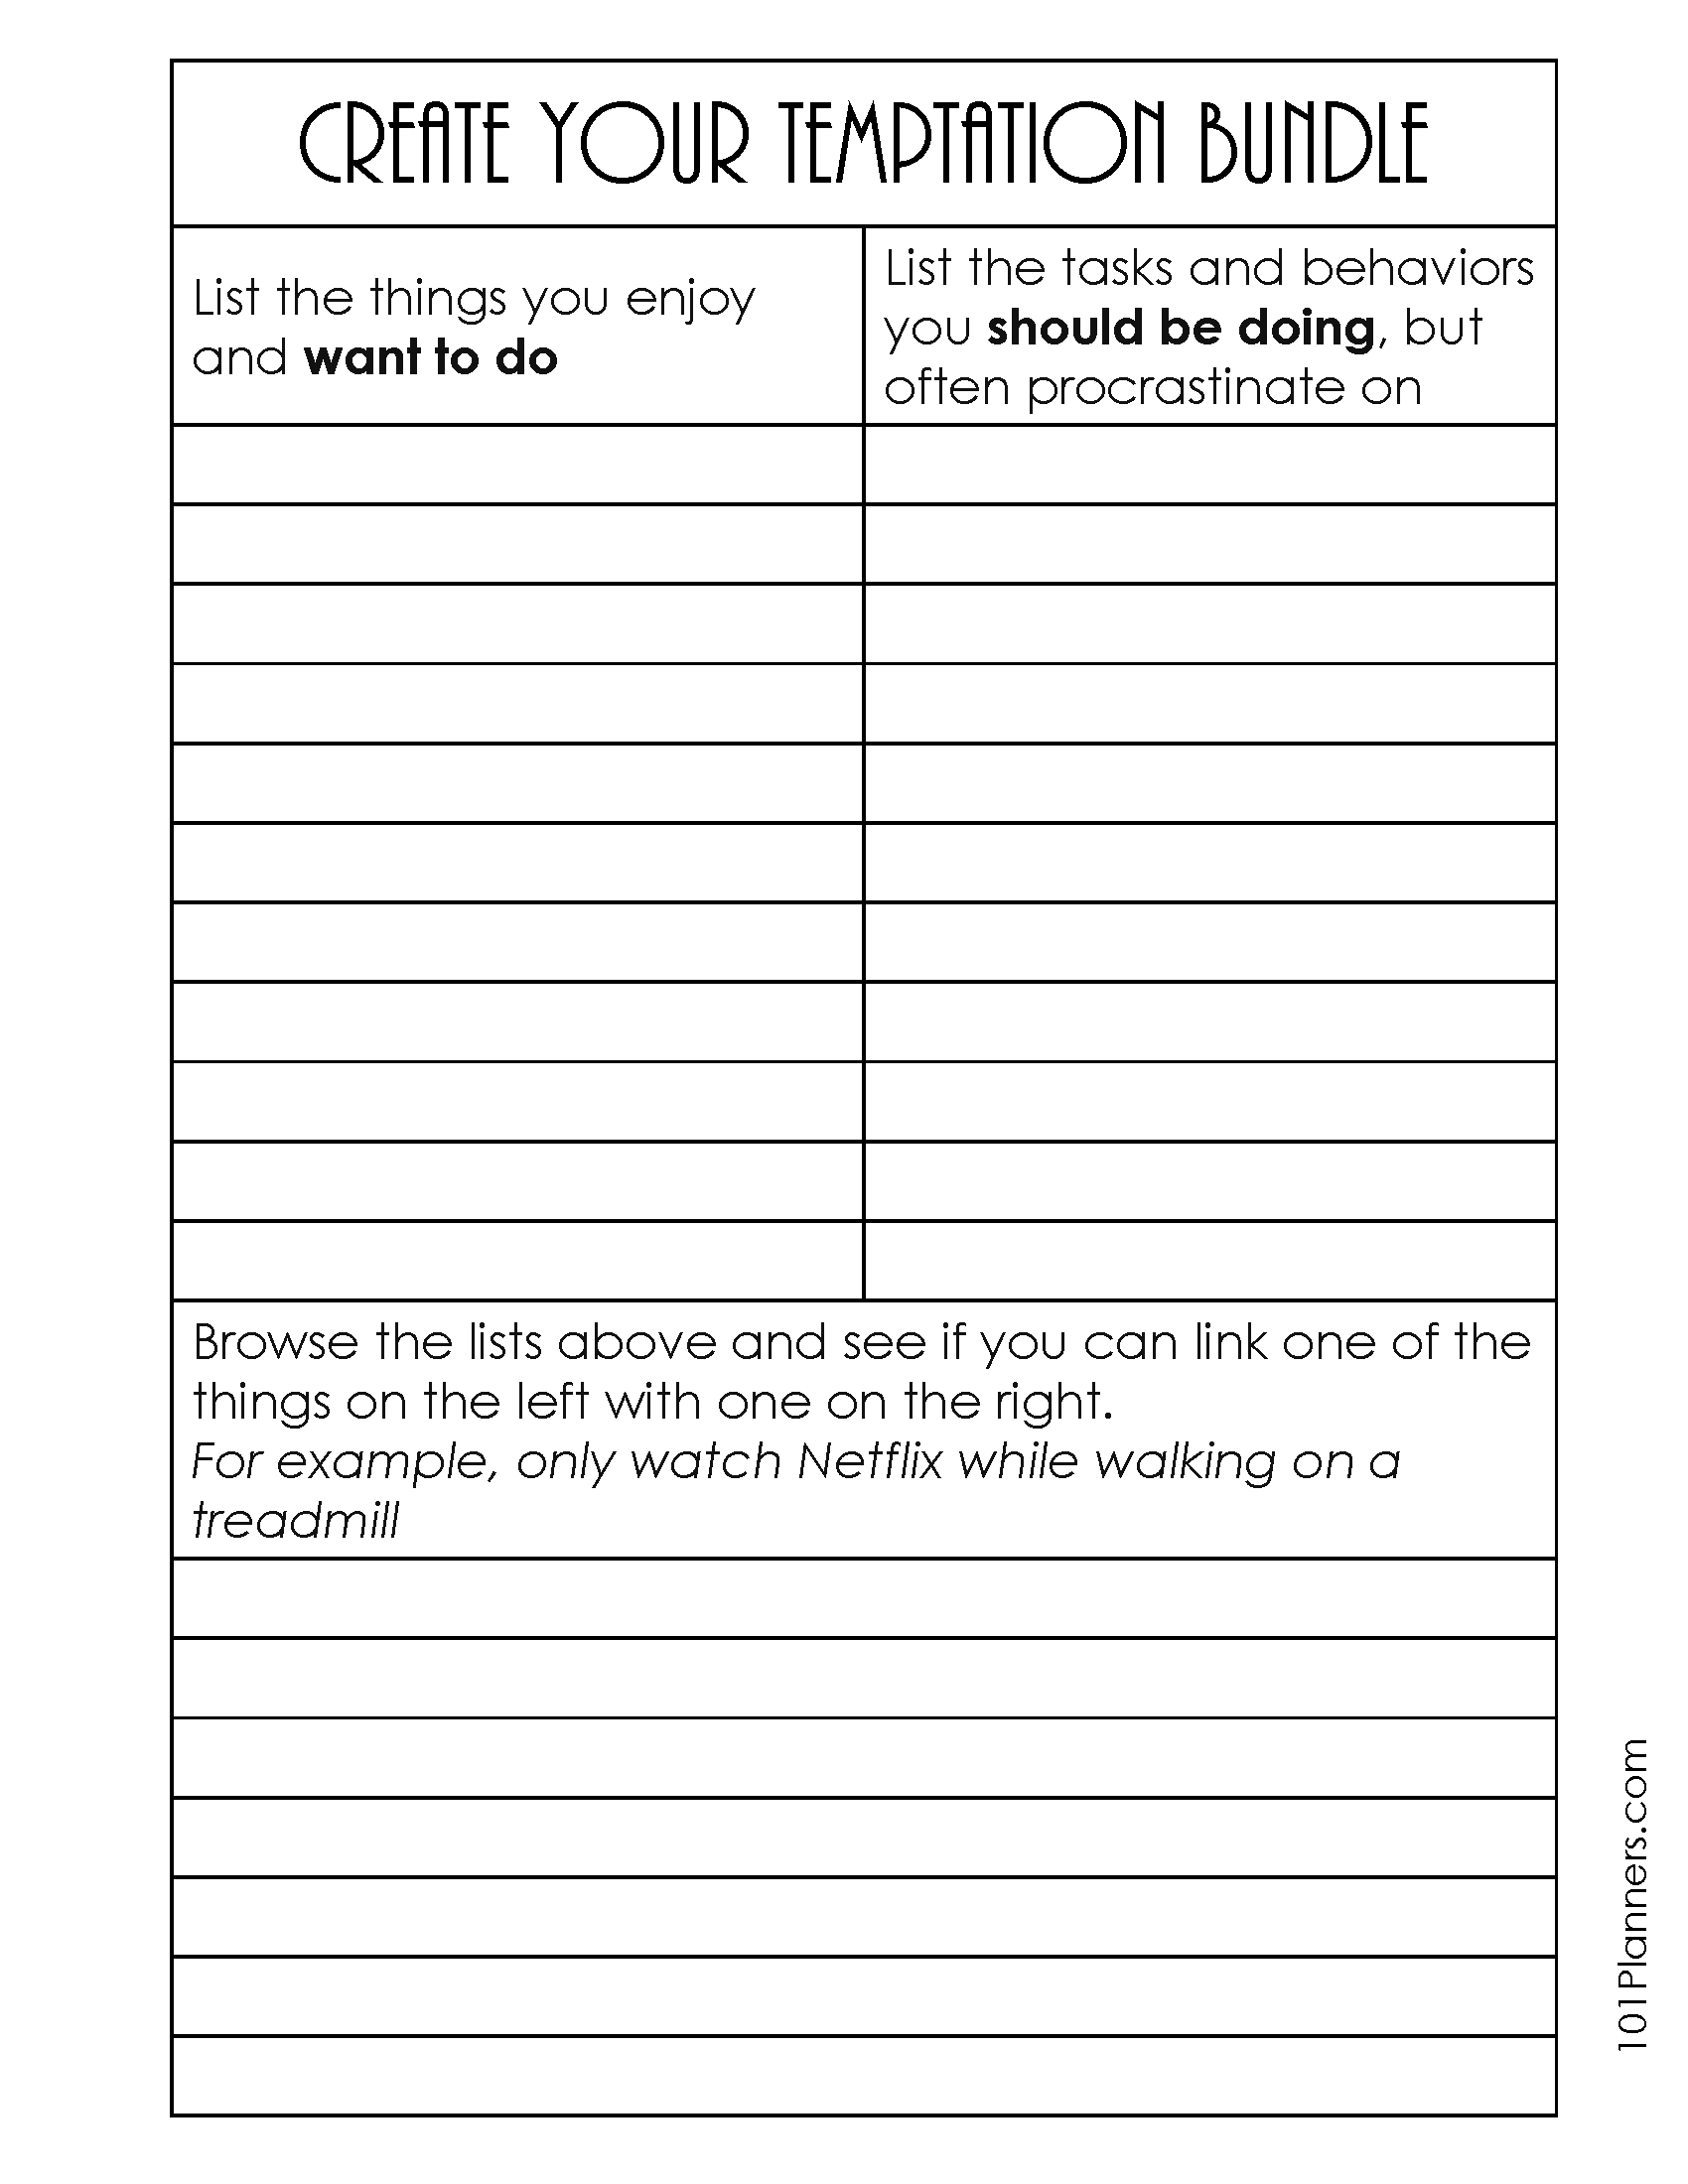 CREATE YOUR TEMPTATION BUNDLE
List the things you enjoy
and want to do
List the tasks and behaviors
you should be doing, but
often procrastinate on
Browse the lists above and see if you can link one of the
things on the left with one on the right.
For example, only watch Netflix while walking on a
treadmill
101Planners.com